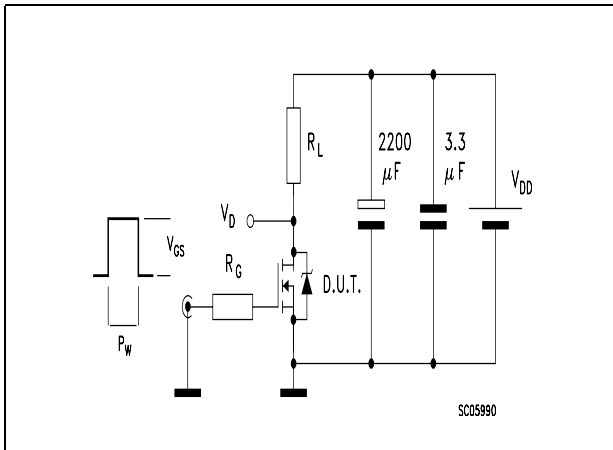 R_L
2200
μF
3.3
μF
V_DD
V_D
V_GS
R_G
D.U.T.
P_W
SC05990